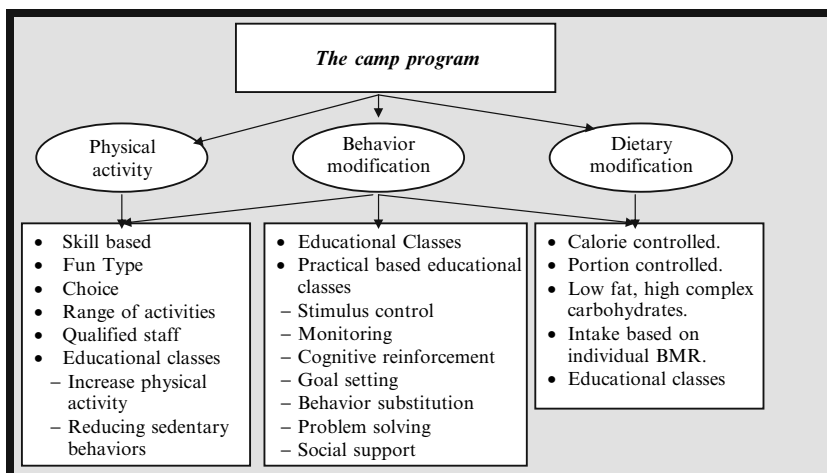 The camp program
Physical
activity
Behavior
modification
Dietary
modification
• Skill based
• Fun Type
• Choice
• Range of activities
• Qualified staff
• Educational classes
– Increase physical
activity
– Reducing sedentary
behaviors
• Educational Classes
• Practical based educational
classes
– Stimulus control
– Monitoring
– Cognitive reinforcement
– Goal setting
– Behavior substitution
– Problem solving
– Social support
• Calorie controlled.
• Portion controlled.
• Low fat, high complex
carbohydrates.
• Intake based on
individual BMR.
• Educational classes